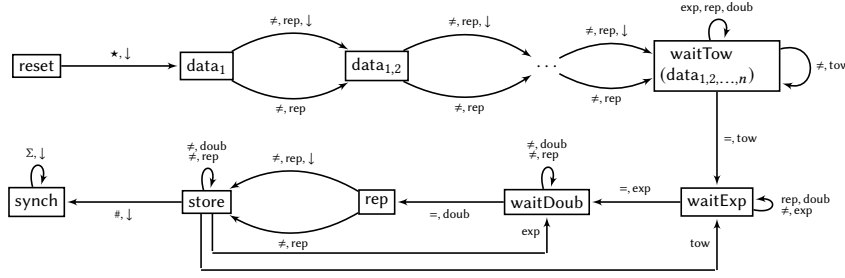 exp, rep, doub
≠, rep, ↓
≠, rep, ↓
≠, rep, ↓
★, ↓
reset
data1
data1,2
...
waitTow
(data1,2,...,n)
≠, tow
≠, rep
≠, rep
≠, rep
=, tow
Σ, ↓
≠, doub
≠, rep
≠, rep, ↓
≠, doub
≠, rep
synch
#, ↓
store
rep
=, doub
waitDoub
=, exp
waitExp
rep, doub
≠, exp
≠, rep
exp
tow